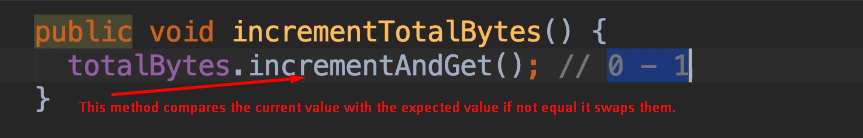 public void incrementTotalBytes() {
totalBytes.incrementAndGet(); // 0 - 1
}
This method compares the current value with the expected value if not equal it swaps them.